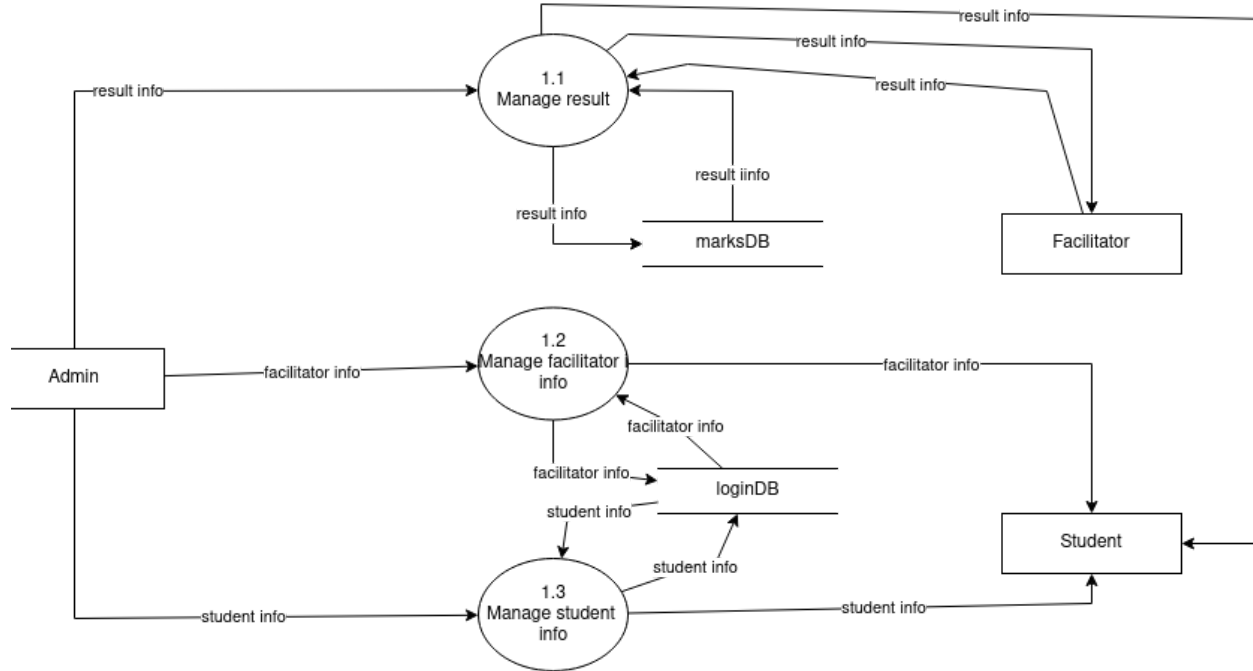 result info
result info
1.1
Manage result
result info
result info
result iinfo
result info
marksDB
Facilitator
1.2
Manage facilitator
info
facilitator info
facilitator info
Admin
facilitator info
facilitator info
loginDB
student info
Student
student info
1.3
Manage student
info
student info
student info